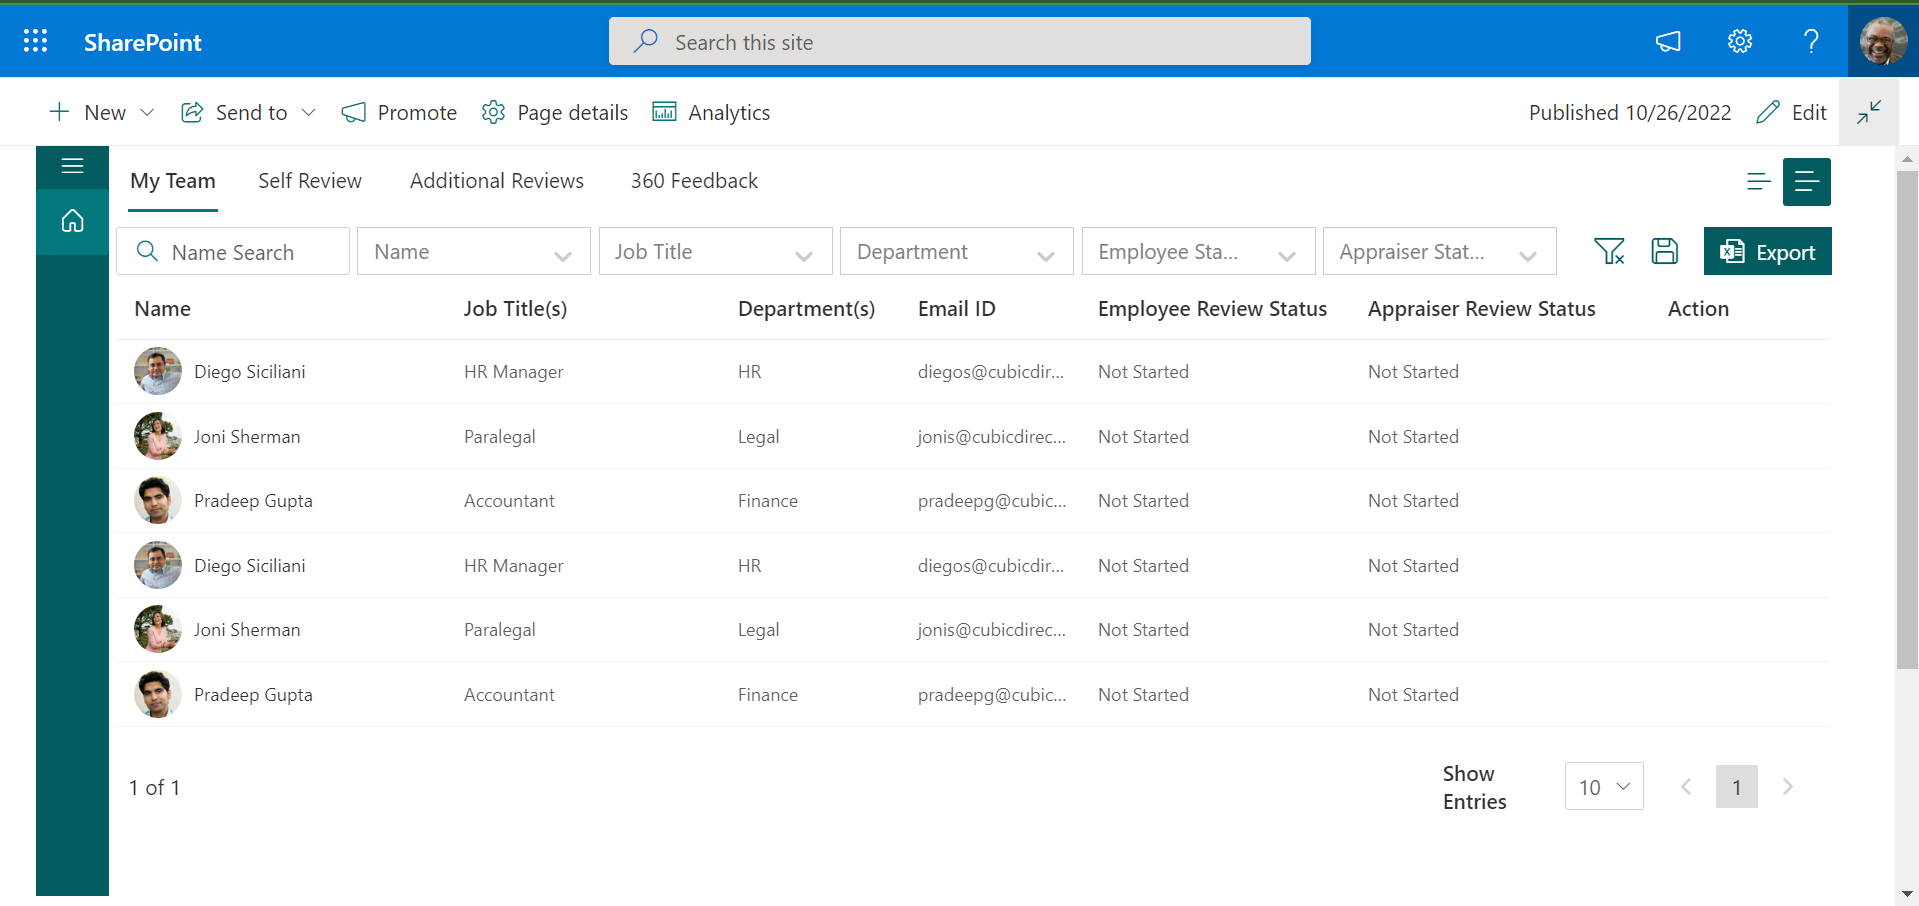 SharePoint
Search this site
New
Send to
Promote
Page details
Analytics
Published 10/26/2022
Edit
My Team
Self Review
Additional Reviews
360 Feedback
Name Search
Name
Job Title
Department
Employee Sta...
Appraiser Stat...
Export
Name Job Title(s) Department(s) Email ID Employee Review Status Appraiser Review Status Action
Diego Siciliani HR Manager HR diegos@cubicdir... Not Started Not Started
Joni Sherman Paralegal Legal jonis@cubicdirec... Not Started Not Started
Pradeep Gupta Accountant Finance pradeepg@cubic... Not Started Not Started
Diego Siciliani HR Manager HR diegos@cubicdir... Not Started Not Started
Joni Sherman Paralegal Legal jonis@cubicdirec... Not Started Not Started
Pradeep Gupta Accountant Finance pradeepg@cubic... Not Started Not Started
1 of 1
Show
Entries
10
1